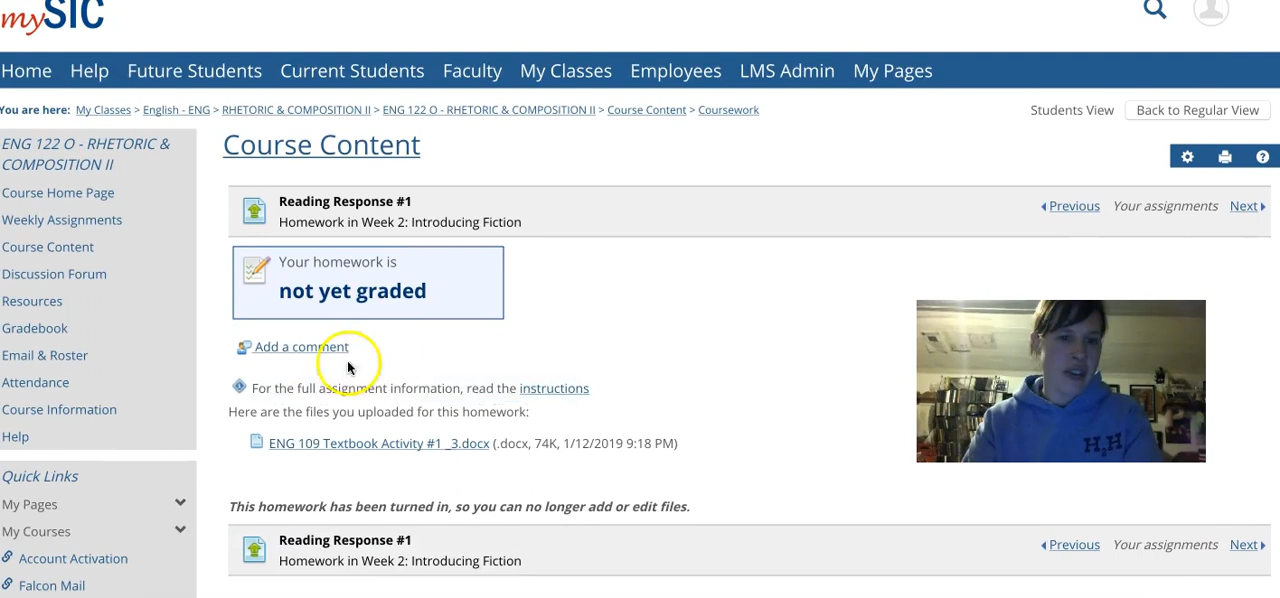 mySIC
Home Help Future Students Current Students Faculty My Classes Employees LMS Admin My Pages
You are here: My Classes > English - ENG > RHETORIC & COMPOSITION II > ENG 122 O - RHETORIC & COMPOSITION II > Course Content > Coursework
Students View Back to Regular View
ENG 122 O - RHETORIC &
COMPOSITION II
Course Home Page
Weekly Assignments
Course Content
Discussion Forum
Resources
Gradebook
Email & Roster
Attendance
Course Information
Help
Quick Links
My Pages
My Courses
Account Activation
Falcon Mail
Course Content
Reading Response #1
Homework in Week 2: Introducing Fiction
Previous Your assignments Next
Your homework is
not yet graded
Add a comment
For the full assignment information, read the instructions
Here are the files you uploaded for this homework:
ENG 109 Textbook Activity #1 _3.docx (.docx, 74K, 1/12/2019 9:18 PM)
H2H
This homework has been turned in, so you can no longer add or edit files.
Reading Response #1
Homework in Week 2: Introducing Fiction
Previous Your assignments Next